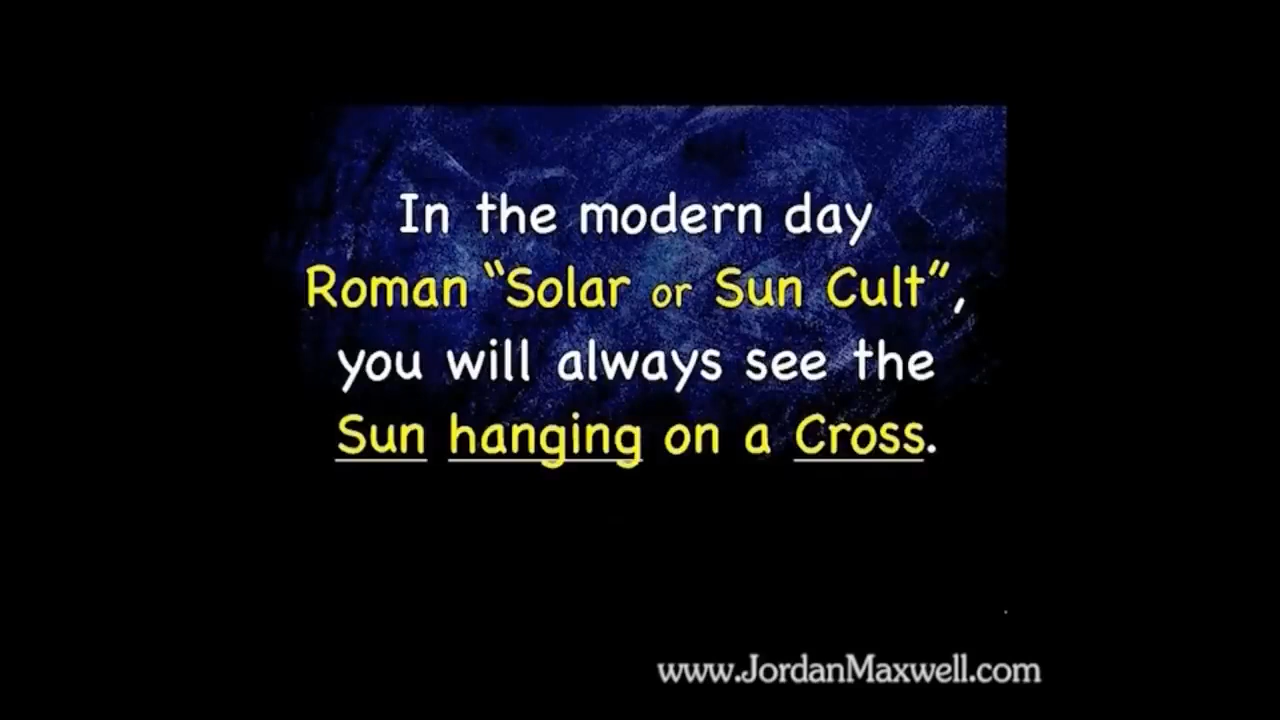 In the modern day
Roman “Solar or Sun Cult”,
you will always see the
Sun hanging on a Cross.
www.JordanMaxwell.com